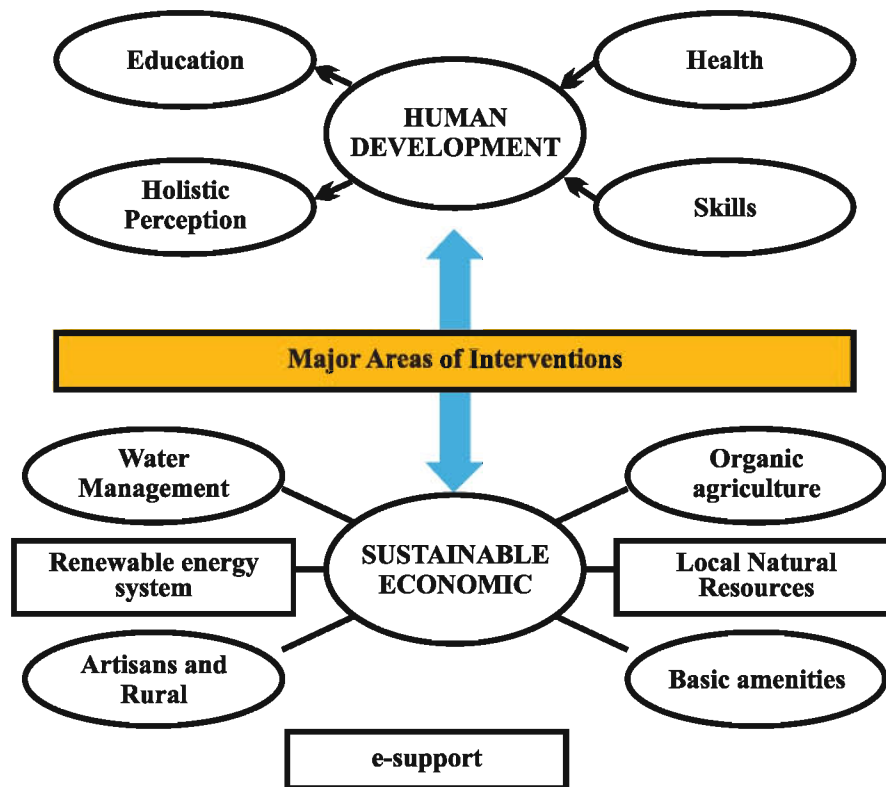 Education
Health
HUMAN
DEVELOPMENT
Holistic
Perception
Skills
Major Areas of Interventions
Water
Management
Organic
agriculture
Renewable energy
system
SUSTAINABLE
ECONOMIC
Local Natural
Resources
Artisans and
Rural
Basic amenities
e-support